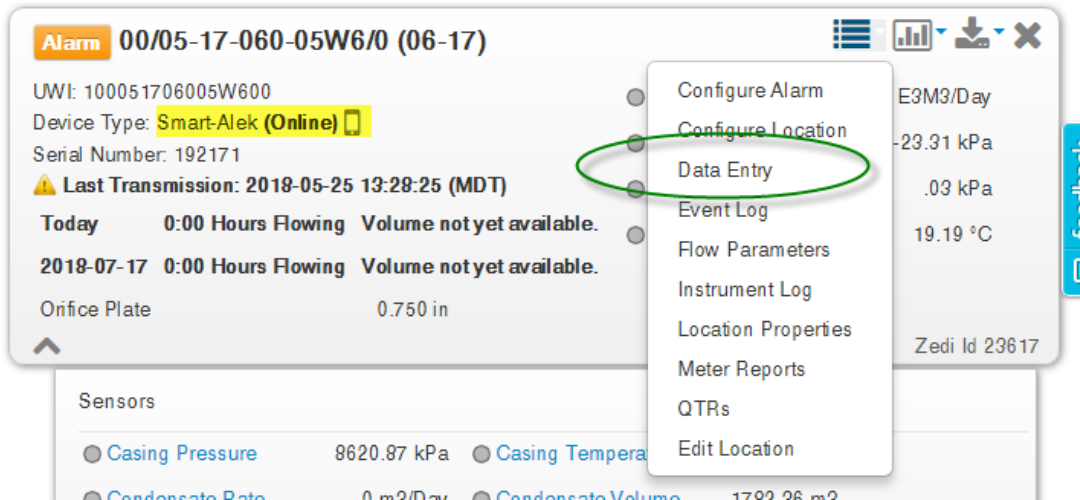 Alarm 00/05-17-060-05W6/0 (06-17)
UWI: 100051706005W600
Device Type: Smart-Alek (Online)
Serial Number: 192171
Last Transmission: 2018-05-25 13:28:25 (MDT)
Today 0:00 Hours Flowing Volume not yet available.
2018-07-17 0:00 Hours Flowing Volume not yet available.
Orifice Plate 0.750 in
Configure Alarm
Configure Location
Data Entry
Event Log
Flow Parameters
Instrument Log
Location Properties
Meter Reports
QTRs
Edit Location
E3M3/Day
-23.31 kPa
.03 kPa
19.19 °C
Zedi Id 23617
Sensors
Casing Pressure 8620.87 kPa Casing Tempera
Condensate Rate 0 m3/Day Condensate Volume 1782.26 m3